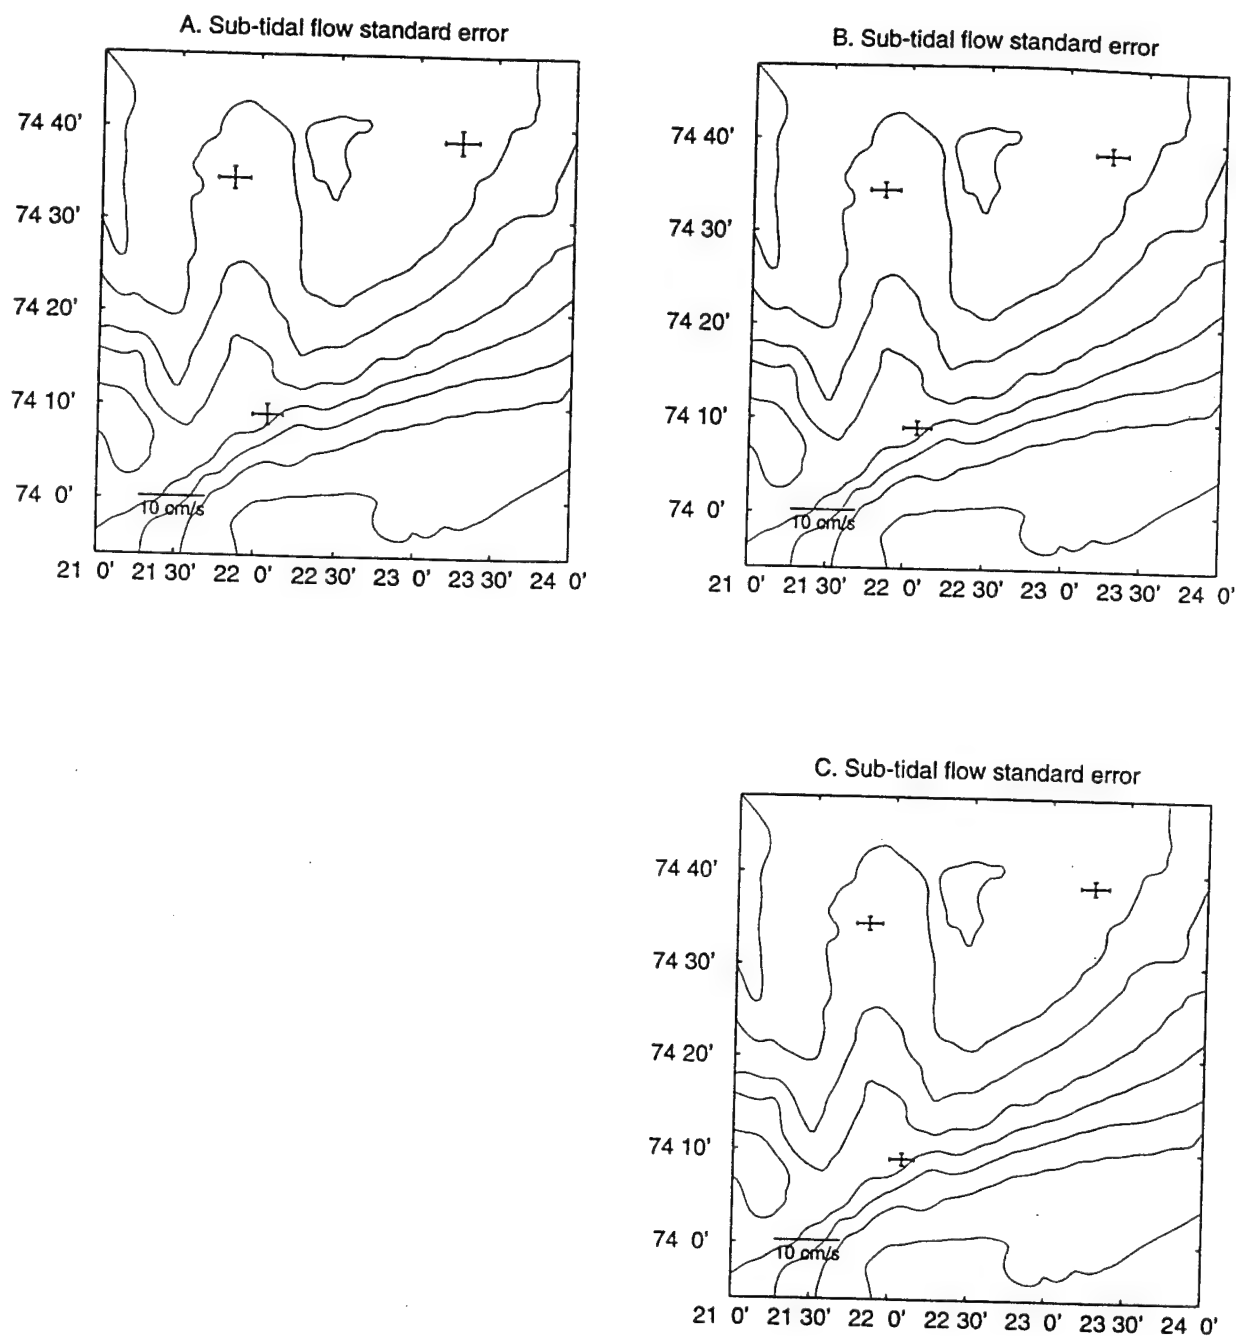 A. Sub-tidal flow standard error
74 40'
74 30'
74 20'
74 10'
74 0'
10 cm/s
21 0' 21 30' 22 0' 22 30' 23 0' 23 30' 24 0'
B. Sub-tidal flow standard error
74 40'
74 30'
74 20'
74 10'
74 0'
10 cm/s
21 0' 21 30' 22 0' 22 30' 23 0' 23 30' 24 0'
C. Sub-tidal flow standard error
74 40'
74 30'
74 20'
74 10'
74 0'
10 cm/s
21 0' 21 30' 22 0' 22 30' 23 0' 23 30' 24 0'